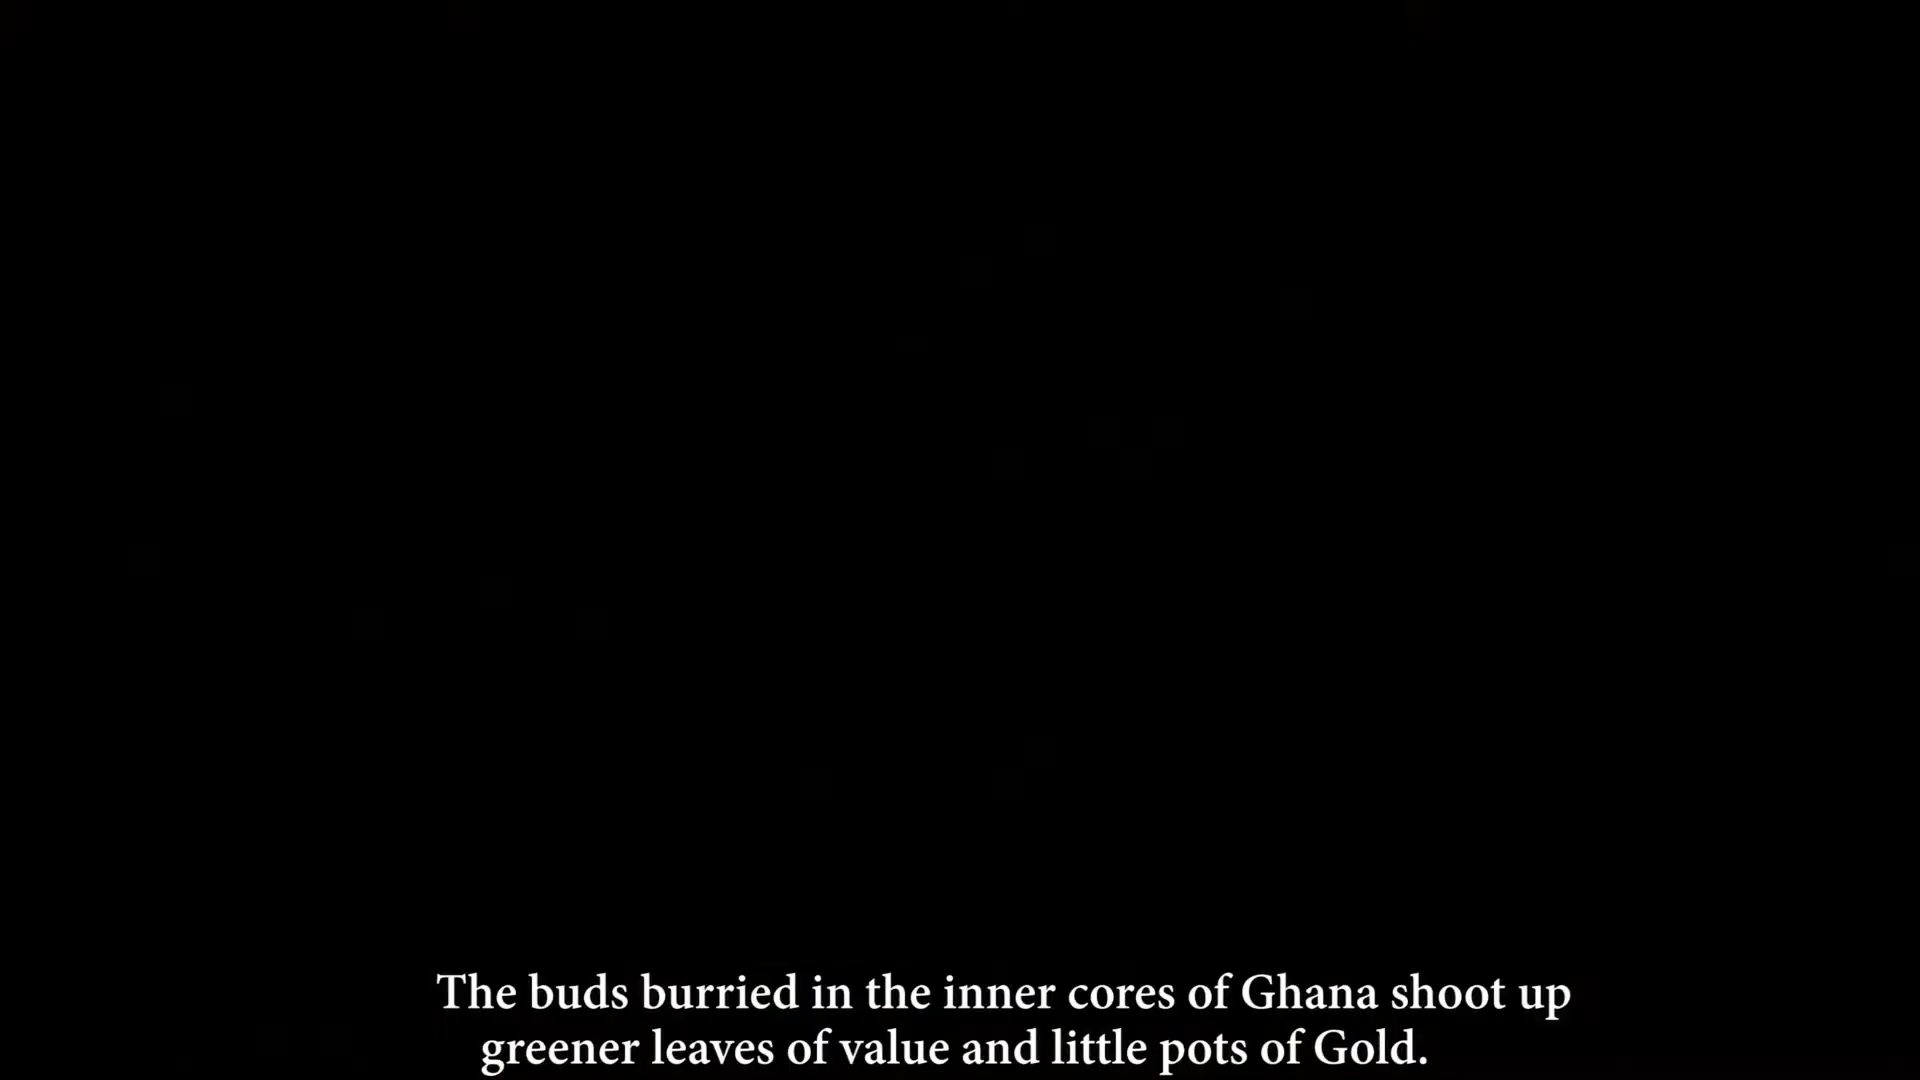 The buds burried in the inner cores of Ghana shoot up
greener leaves of value and little pots of Gold.